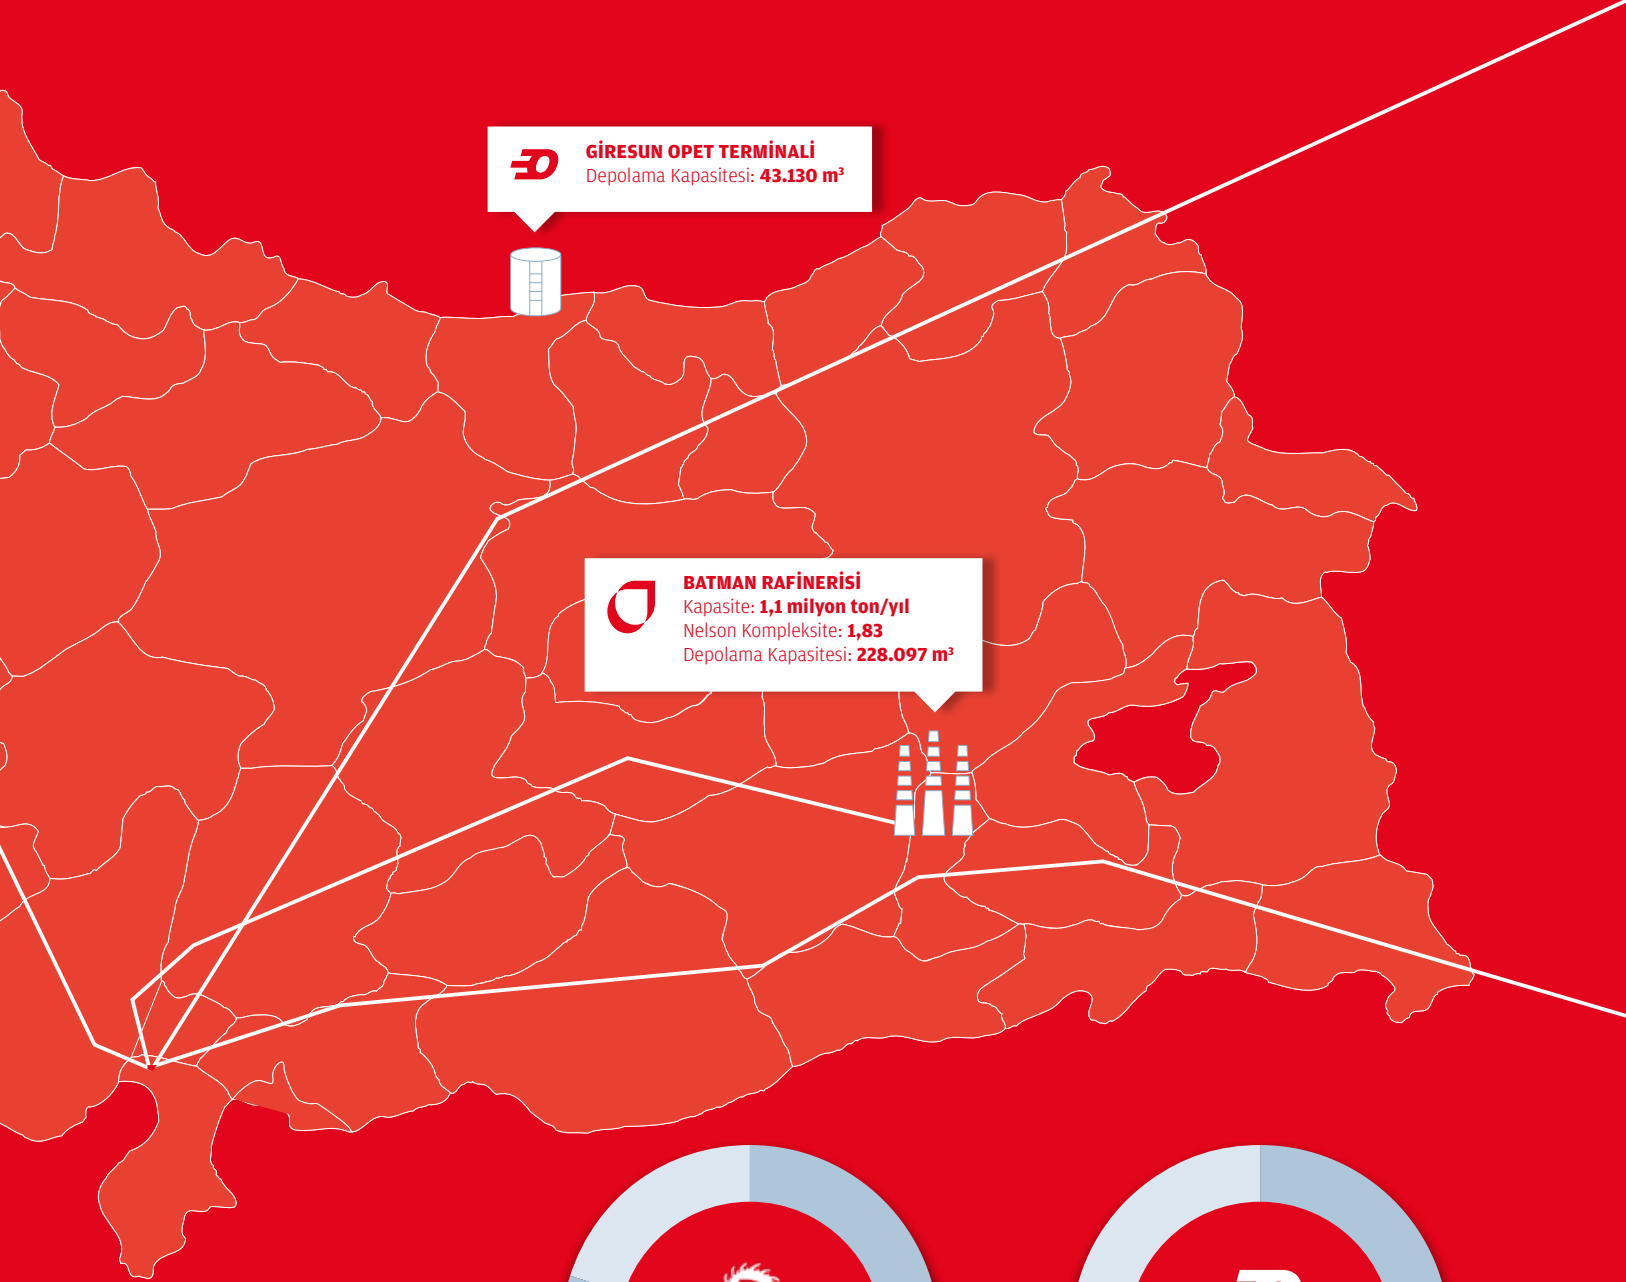 GİRESUN OPET TERMİNALİ
Depolama Kapasitesi: 43.130 m³
BATMAN RAFİNERİSİ
Kapasite: 1,1 milyon ton/yıl
Nelson Kompleksite: 1,83
Depolama Kapasitesi: 228.097 m³